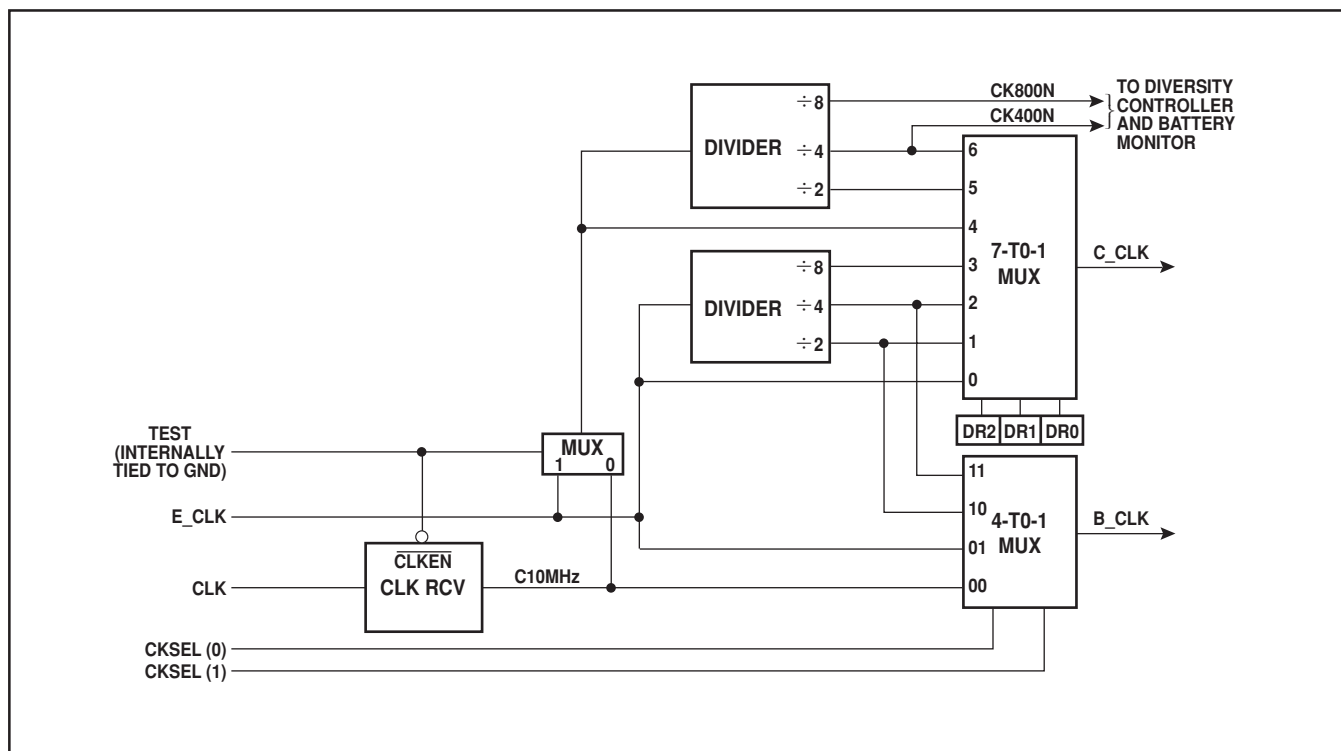 ÷8
CK800N
TO DIVERSITY
CONTROLLER
AND BATTERY
MONITOR
CK400N
DIVIDER
÷4
6
÷2
5
4
7-T0-1
MUX
C_CLK
÷8
3
DIVIDER
÷4
2
÷2
1
0
DR2 DR1 DR0
TEST
(INTERNALLY
TIED TO GND)
MUX
1 0
11
E_CLK
10
4-T0-1
MUX
B_CLK
01
CLKEN
CLK
CLK RCV
C10MHz
00
CKSEL (0)
CKSEL (1)